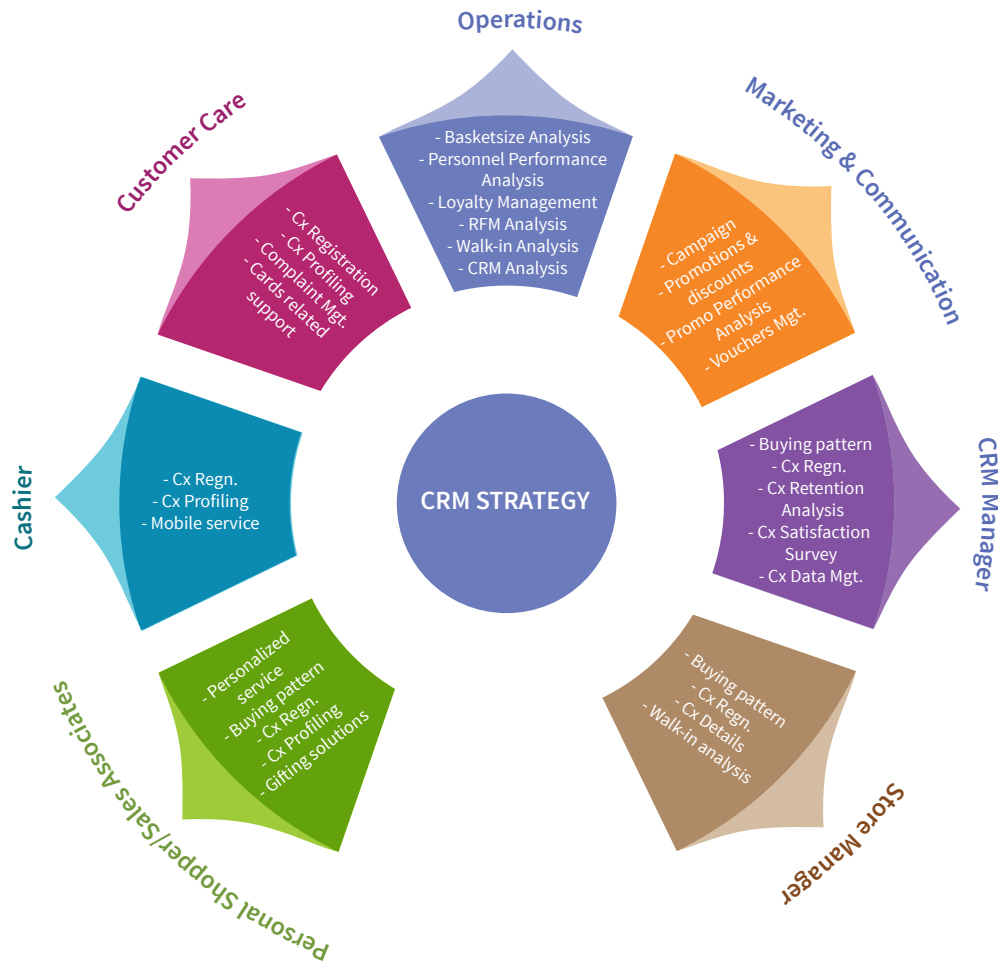 Operations
- Basketsize Analysis
- Personnel Performance
Analysis
- Loyalty Management
- RFM Analysis
- Walk-in Analysis
- CRM Analysis
Marketing & Communication
- Campaign
- Promotions &
discounts
- Promo Performance
Analysis
- Vouchers Mgt.
CRM Manager
- Buying pattern
- Cx Regn.
- Cx Retention
Analysis
- Cx Satisfaction
Survey
- Cx Data Mgt.
Store Manager
- Buying pattern
- Cx Regn.
- Cx Details
- Walk-in analysis
Personal Shopper/Sales Associates
- Personalized
service
- Buying pattern
- Cx Regn.
- Cx Profiling
- Gifting solutions
Cashier
- Cx Regn.
- Cx Profiling
- Mobile service
Customer Care
- Cx Registration
- Cx Profiling
- Complaint Mgt.
- Cards related
support
CRM STRATEGY